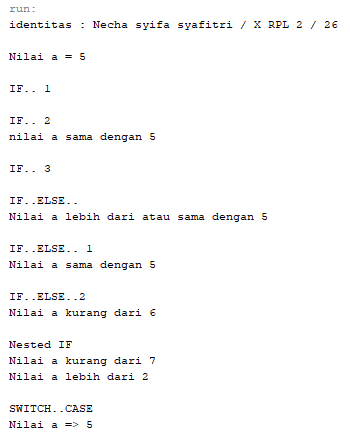 run:
identitas : Necha syifa syafitri / X RPL 2 / 26
Nilai a = 5
IF.. 1
IF.. 2
nilai a sama dengan 5
IF.. 3
IF..ELSE..
Nilai a lebih dari atau sama dengan 5
IF..ELSE.. 1
Nilai a sama dengan 5
IF..ELSE..2
Nilai a kurang dari 6
Nested IF
Nilai a kurang dari 7
Nilai a lebih dari 2
SWITCH..CASE
Nilai a => 5